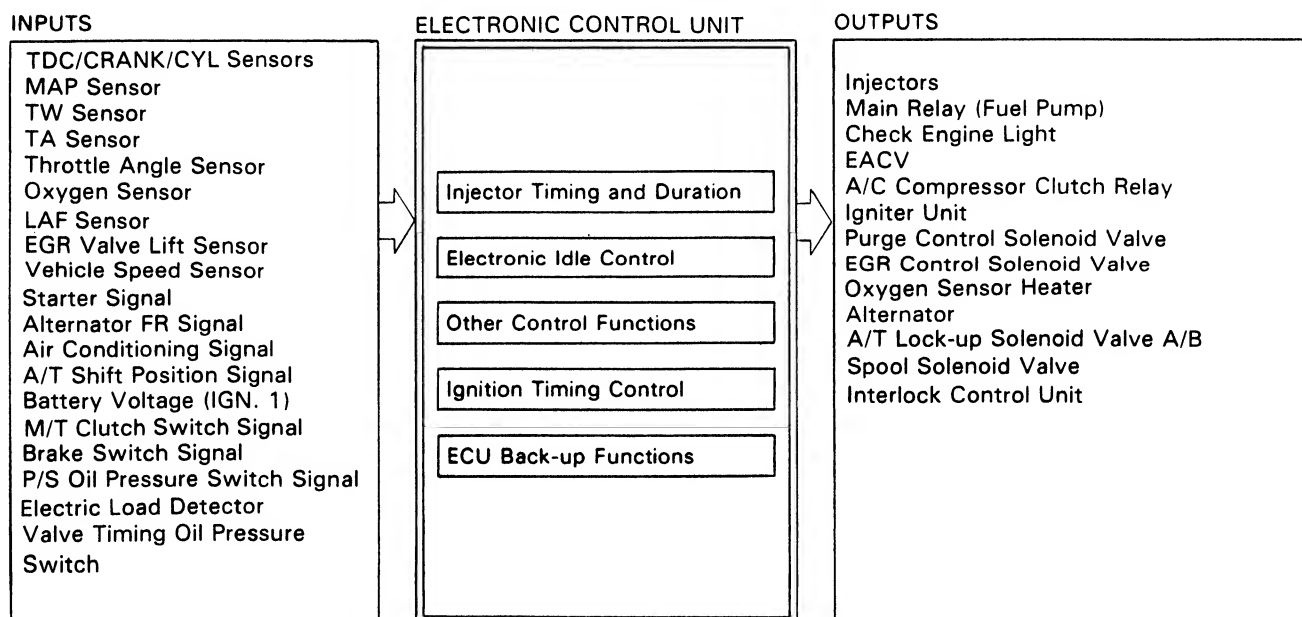 INPUTS
TDC/CRANK/CYL Sensors
MAP Sensor
TW Sensor
TA Sensor
Throttle Angle Sensor
Oxygen Sensor
LAF Sensor
EGR Valve Lift Sensor
Vehicle Speed Sensor
Starter Signal
Alternator FR Signal
Air Conditioning Signal
A/T Shift Position Signal
Battery Voltage (IGN. 1)
M/T Clutch Switch Signal
Brake Switch Signal
P/S Oil Pressure Switch Signal
Electric Load Detector
Valve Timing Oil Pressure
Switch
ELECTRONIC CONTROL UNIT
Injector Timing and Duration
Electronic Idle Control
Other Control Functions
Ignition Timing Control
ECU Back-up Functions
OUTPUTS
Injectors
Main Relay (Fuel Pump)
Check Engine Light
EACV
A/C Compressor Clutch Relay
Igniter Unit
Purge Control Solenoid Valve
EGR Control Solenoid Valve
Oxygen Sensor Heater
Alternator
A/T Lock-up Solenoid Valve A/B
Spool Solenoid Valve
Interlock Control Unit